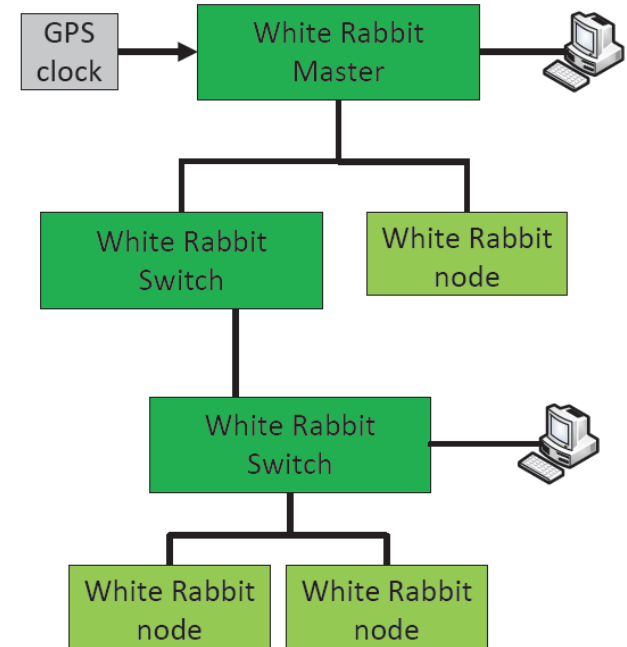 GPS
clock
White Rabbit
Master
White Rabbit
Switch
White Rabbit
node
White Rabbit
Switch
White Rabbit
node
White Rabbit
node